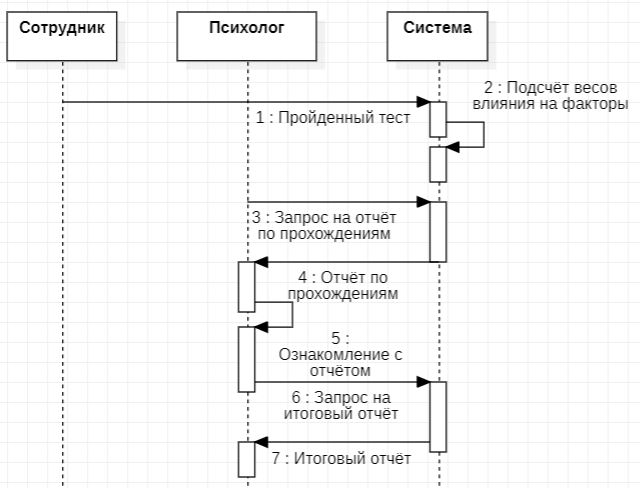 Сотрудник
Психолог
Система
2 : Подсчёт весов
влияния на факторы
1 : Пройденный тест
3 : Запрос на отчёт
по прохождениям
4 : Отчёт по
прохождениям
5 :
Ознакомление с
отчётом
6 : Запрос на
итоговый отчёт
7 : Итоговый отчёт